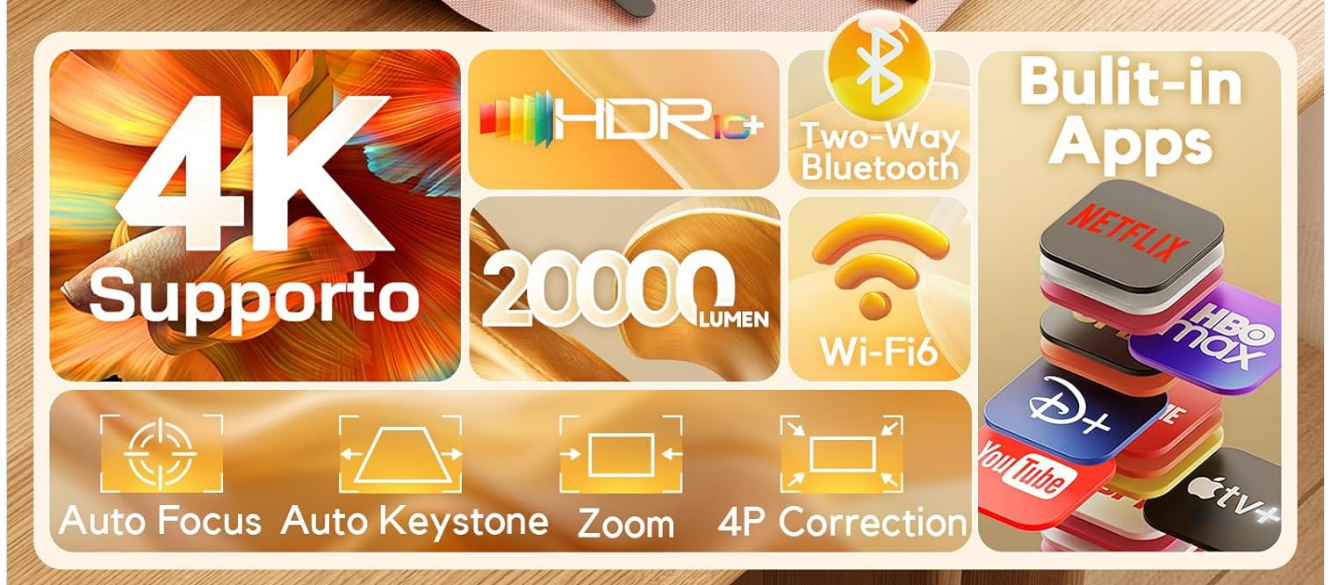 4K
Supporto
HDR10+
20000
LUMEN
Two-Way
Bluetooth
Wi-Fi6
Bulit-in
Apps
NETFLIX
HBO
max
D+
YouTube
tv+
Auto Focus
Auto Keystone
Zoom
4P Correction